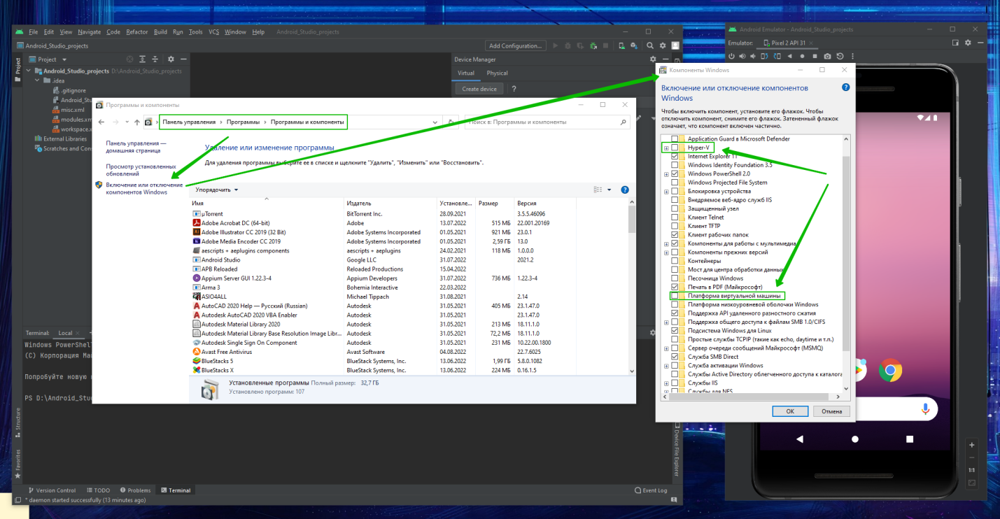 File Edit View Navigate Code Refactor Build Run Tools VCS Window Help Android_Studio_projects
Android_Studio_projects
Add Configuration...
Project
Project
Android_Studio_projects D:\Android_Studio_projects
.idea
.gitignore
Android_Stu
misc.xml
modules.xm
workspace.x
External Libraries
Scratches and Con
Device Manager
Virtual Physical
Create device ?
Terminal: Local
Windows PowerShel
(C) Корпорация Ма
Попробуйте новую
PS D:\Android_Stu
Structure
Favorites
Device File Explorer
Version Control TODO Problems Terminal
Event Log
* daemon started successfully (13 minutes ago)
Программы и компоненты
Панель управления › Программы › Программы и компоненты
Поиск в: Программы и компоненты
Панель управления —
домашняя страница
Просмотр установленных
обновлений
Включение или отключение
компонентов Windows
Удаление или изменение программы
Для удаления программы выберите ее в списке и щелкните "Удалить", "Изменить" или "Восстановить".
Упорядочить
Имя Издатель Установле... Размер Версия
µTorrent BitTorrent Inc. 28.09.2021 3.5.5.46096
Adobe Acrobat DC (64-bit) Adobe 13.07.2022 515 МБ 22.001.20169
Adobe Illustrator CC 2019 (32 Bit) Adobe Systems Incorporated 01.05.2021 921 МБ 23.0.1
Adobe Media Encoder CC 2019 Adobe Systems Incorporated 01.05.2021 2,59 ГБ 13.0
aescripts + aeplugins components aescripts + aeplugins 24.02.2021 118 МБ 1.0.0.0
Android Studio Google LLC 31.07.2022 2021.2
APB Reloaded Reloaded Productions 15.04.2022
Appium Server GUI 1.22.3-4 Appium Developers 31.07.2022 736 МБ 1.22.3-4
Arma 3 Bohemia Interactive 22.03.2022
ASIO4ALL Michael Tippach 31.08.2021 2.14
AutoCAD 2020 Help — Русский (Russian) Autodesk 31.05.2021 405 МБ 23.1.47.0
Autodesk AutoCAD 2020 VBA Enabler Autodesk 31.05.2021 23.1.47.0
Autodesk Material Library 2020 Autodesk 31.05.2021 213 МБ 18.11.1.0
Autodesk Material Library Base Resolution Image Libr... Autodesk 31.05.2021 72,2 МБ 18.11.1.0
Autodesk Single Sign On Component Autodesk 31.05.2021 231 МБ 10.22.00.1800
Avast Free Antivirus Avast Software 04.08.2022 22.7.6025
BlueStacks 5 BlueStack Systems, Inc. 13.06.2022 1,99 ГБ 5.8.0.1082
BlueStacks X BlueStack Systems, Inc. 13.06.2022 224 МБ 0.16.1.5
Установленные программы Полный размер: 32,7 ГБ
Установлено программ: 107
Android Emulator - Android_Studio_projects
Emulator: Pixel 2 API 31
Компоненты Windows
Включение или отключение компонентов
Windows
Чтобы включить компонент, установите его флажок. Чтобы
отключить компонент, снимите его флажок. Затененный флажок
означает, что компонент включен частично.
Application Guard в Microsoft Defender
Hyper-V
Internet Explorer 11
Windows Identity Foundation 3.5
Windows PowerShell 2.0
Windows Projected File System
Блокировка устройства
Внедряемое веб-ядро служб IIS
Защищенный узел
Клиент Telnet
Клиент TFTP
Клиент рабочих папок
Компоненты для работы с мультимедиа
Компоненты прежних версий
Контейнеры
Мост для центра обработки данных
Песочница Windows
Печать в PDF (Майкрософт)
Платформа виртуальной машины
Платформа низкоуровневой оболочки Windows
Поддержка API удаленного разностного сжатия
Поддержка общего доступа к файлам SMB 1.0/CIFS
Подсистема Windows для Linux
Простые службы TCPIP (такие как echo, daytime и т.п.)
Сервер очереди сообщений Майкрософт (MSMQ)
Служба SMB Direct
Служба активации Windows
Службы Active Directory облегченного доступа к каталога
Службы IIS
Службы для NFS
ОК Отмена
1:1